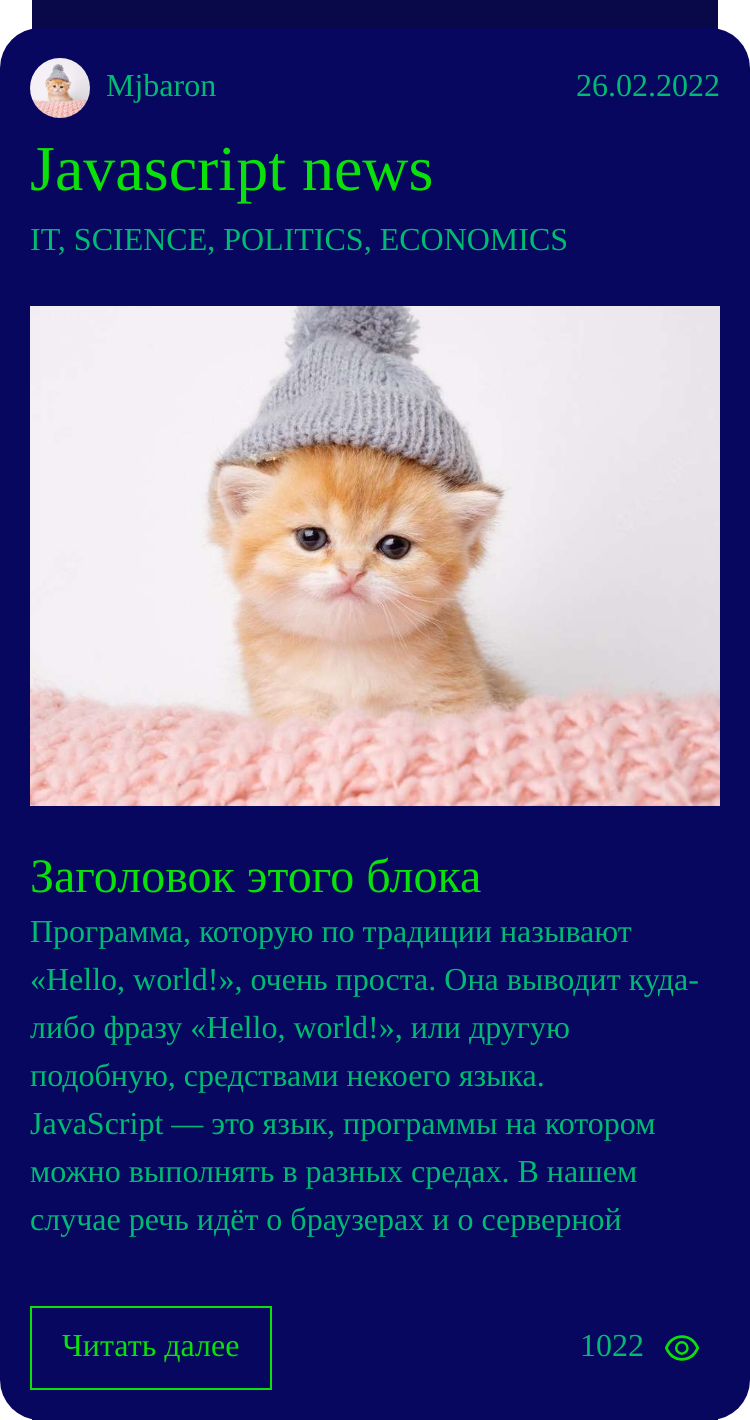 Mjbaron 26.02.2022
Javascript news
IT, SCIENCE, POLITICS, ECONOMICS
Заголовок этого блока
Программа, которую по традиции называют
«Hello, world!», очень проста. Она выводит куда-
либо фразу «Hello, world!», или другую
подобную, средствами некоего языка.
JavaScript — это язык, программы на котором
можно выполнять в разных средах. В нашем
случае речь идёт о браузерах и о серверной
Читать далее 1022